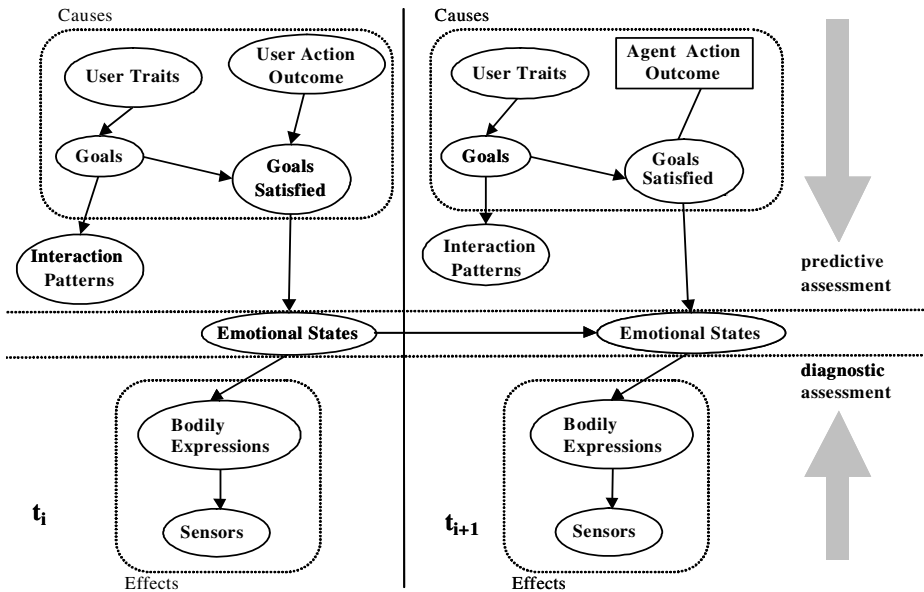 Causes
User Traits
User Action
Outcome
Goals
Goals
Satisfied
Interaction
Patterns
Emotional States
Bodily
Expressions
Sensors
t_i
Effects
Causes
User Traits
Agent Action
Outcome
Goals
Goals
Satisfied
Interaction
Patterns
Emotional States
Bodily
Expressions
Sensors
t_i+1
Effects
predictive
assessment
diagnostic
assessment